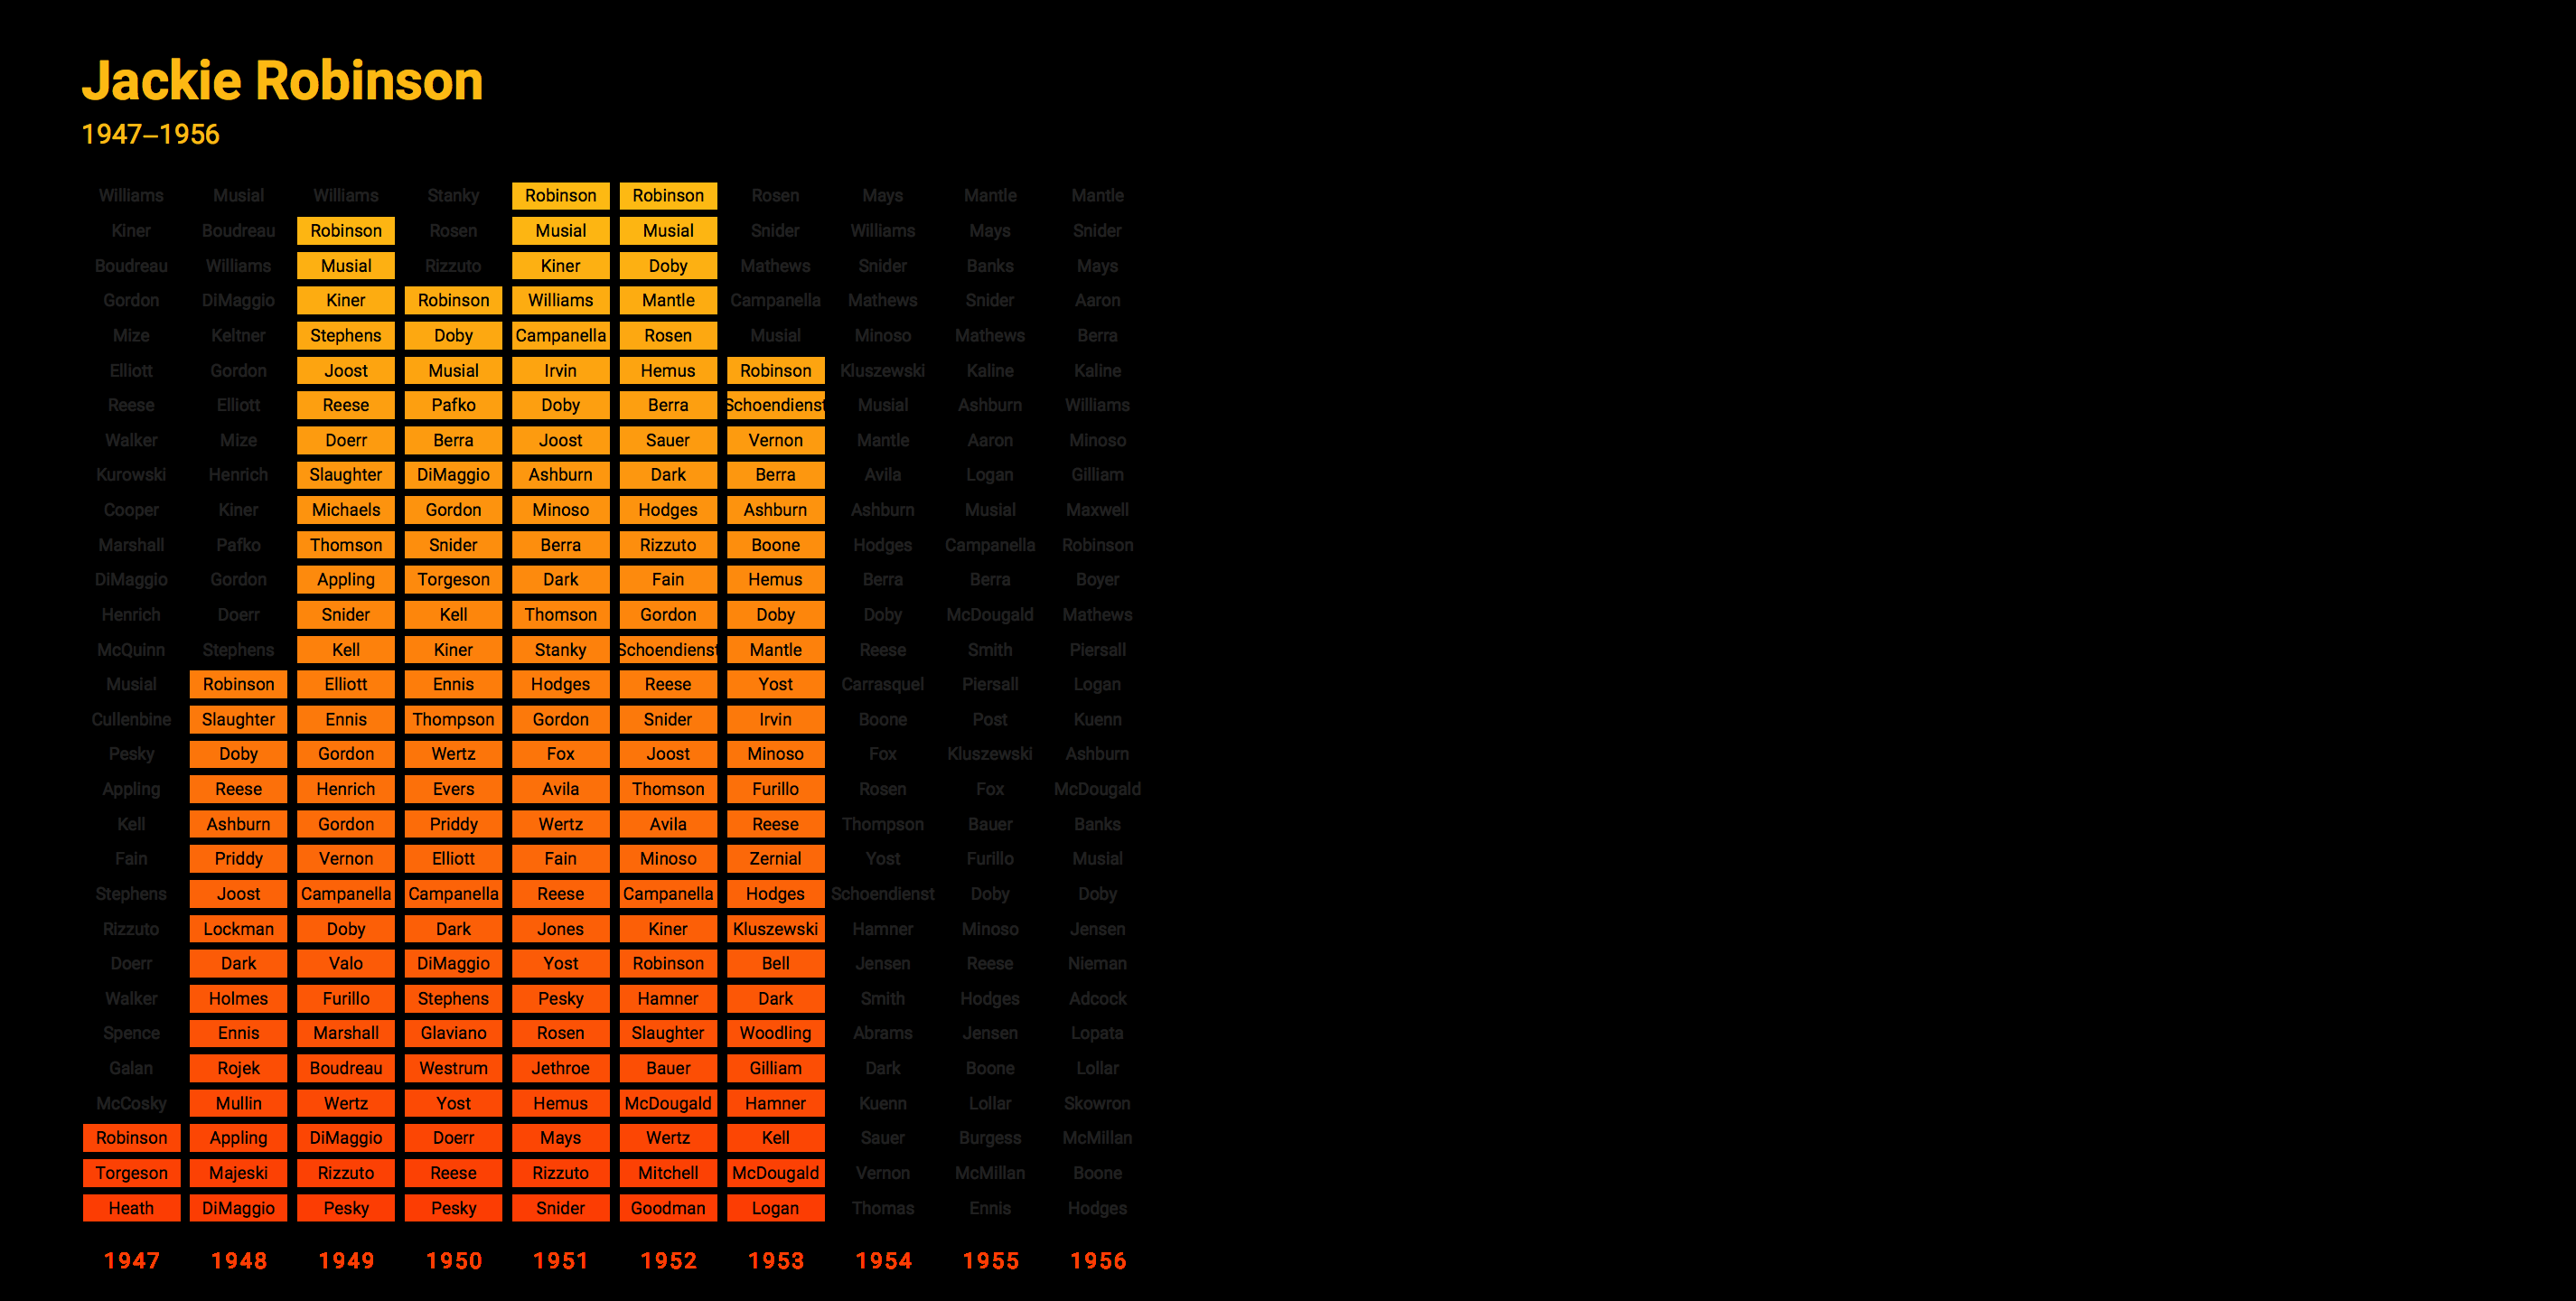 Jackie Robinson
1947–1956
Williams Musial Williams Stanky Robinson Robinson Rosen Mays Mantle Mantle
Kiner Boudreau Robinson Rosen Musial Musial Snider Williams Mays Snider
Boudreau Williams Musial Rizzuto Kiner Doby Mathews Snider Banks Mays
Gordon DiMaggio Kiner Robinson Williams Mantle Campanella Mathews Snider Aaron
Mize Keltner Stephens Doby Campanella Rosen Musial Minoso Mathews Berra
Elliott Gordon Joost Musial Irvin Hemus Robinson Kluszewski Kaline Kaline
Reese Elliott Reese Pafko Doby Berra Schoendienst Musial Ashburn Williams
Walker Mize Doerr Berra Joost Sauer Vernon Mantle Aaron Minoso
Kurowski Henrich Slaughter DiMaggio Ashburn Dark Berra Avila Logan Gilliam
Cooper Kiner Michaels Gordon Minoso Hodges Ashburn Ashburn Musial Maxwell
Marshall Pafko Thomson Snider Berra Rizzuto Boone Hodges Campanella Robinson
DiMaggio Gordon Appling Torgeson Dark Fain Hemus Berra Berra Boyer
Henrich Doerr Snider Kell Thomson Gordon Doby Doby McDougald Mathews
McQuinn Stephens Kell Kiner Stanky Schoendienst Mantle Reese Smith Piersall
Musial Robinson Elliott Ennis Hodges Reese Yost Carrasquel Piersall Logan
Cullenbine Slaughter Ennis Thompson Gordon Snider Irvin Boone Post Kuenn
Pesky Doby Gordon Wertz Fox Joost Minoso Fox Kluszewski Ashburn
Appling Reese Henrich Evers Avila Thomson Furillo Rosen Fox McDougald
Kell Ashburn Gordon Priddy Wertz Avila Reese Thompson Bauer Banks
Fain Priddy Vernon Elliott Fain Minoso Zernial Yost Furillo Musial
Stephens Joost Campanella Campanella Reese Campanella Hodges Schoendienst Doby Doby
Rizzuto Lockman Doby Dark Jones Kiner Kluszewski Hamner Minoso Jensen
Doerr Dark Valo DiMaggio Yost Robinson Bell Jensen Reese Nieman
Walker Holmes Furillo Stephens Pesky Hamner Dark Smith Hodges Adcock
Spence Ennis Marshall Glaviano Rosen Slaughter Woodling Abrams Jensen Lopata
Galan Rojek Boudreau Westrum Jethroe Bauer Gilliam Dark Boone Lollar
McCosky Mullin Wertz Yost Hemus McDougald Hamner Kuenn Lollar Skowron
Robinson Appling DiMaggio Doerr Mays Wertz Kell Sauer Burgess McMillan
Torgeson Majeski Rizzuto Reese Rizzuto Mitchell McDougald Vernon McMillan Boone
Heath DiMaggio Pesky Pesky Snider Goodman Logan Thomas Ennis Hodges
1947 1948 1949 1950 1951 1952 1953 1954 1955 1956